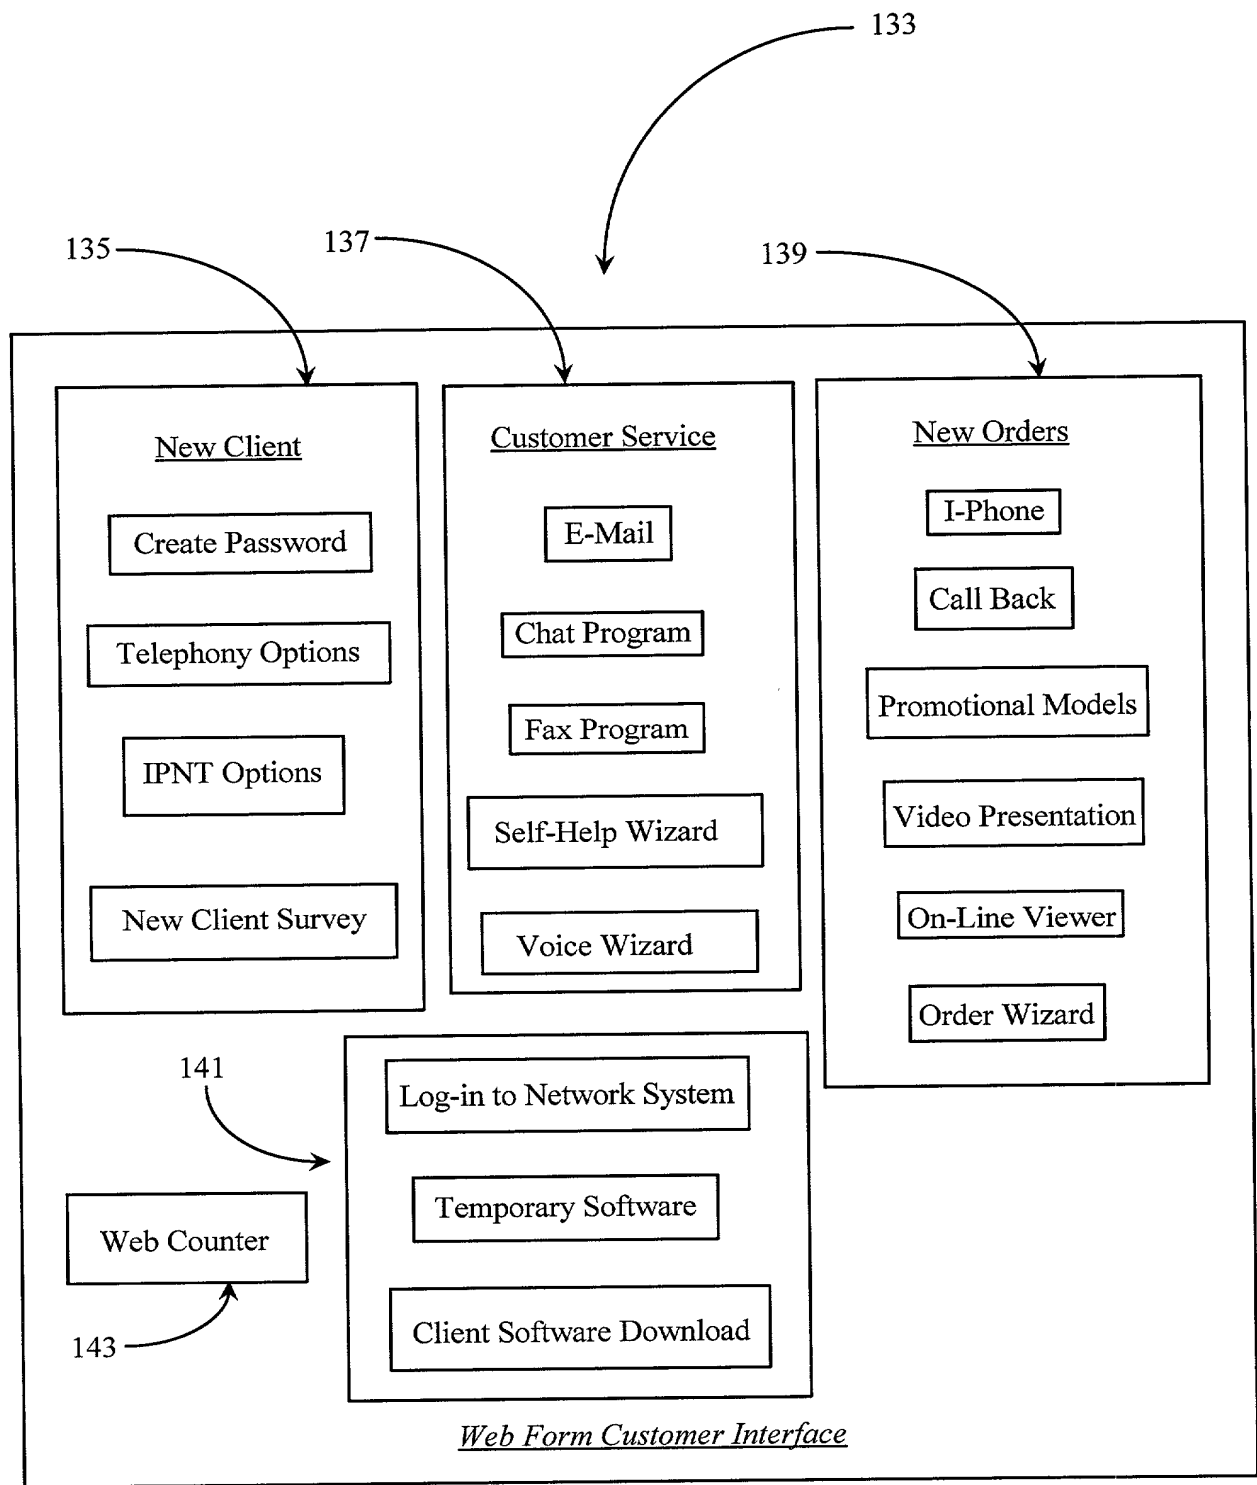 133
135
137
139
New Client
Create Password
Telephony Options
IPNT Options
New Client Survey
Customer Service
E-Mail
Chat Program
Fax Program
Self-Help Wizard
Voice Wizard
New Orders
I-Phone
Call Back
Promotional Models
Video Presentation
On-Line Viewer
Order Wizard
141
Log-in to Network System
Temporary Software
Client Software Download
Web Counter
143
Web Form Customer Interface